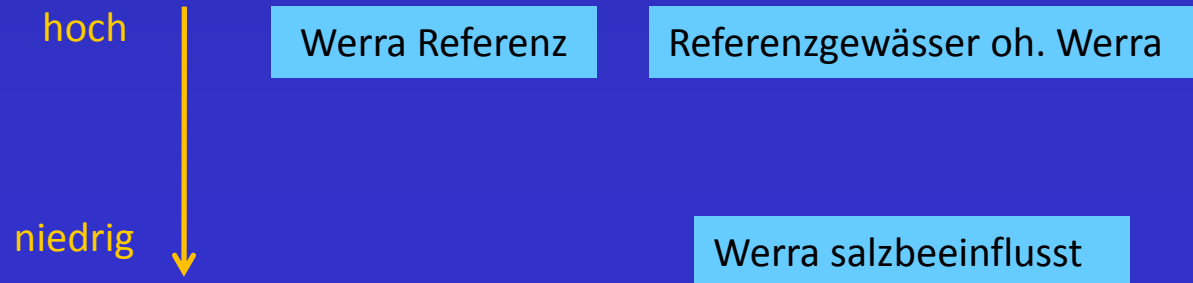 hoch
Werra Referenz
Referenzgewässer oh. Werra
niedrig
Werra salzbeeinflusst